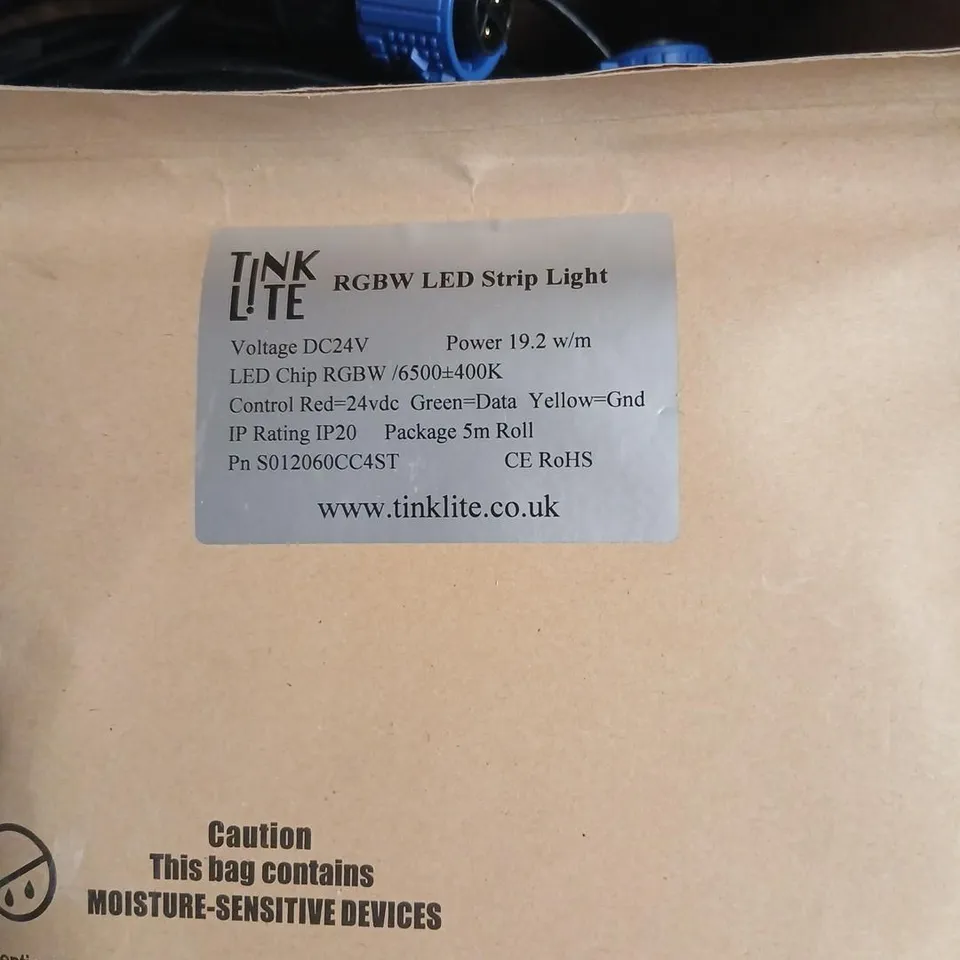 TINK
L!TE
RGBW LED Strip Light
Voltage DC24V Power 19.2 w/m
LED Chip RGBW /6500±400K
Control Red=24vdc Green=Data Yellow=Gnd
IP Rating IP20 Package 5m Roll
Pn S012060CC4ST CE RoHS
www.tinklite.co.uk
Caution
This bag contains
MOISTURE-SENSITIVE DEVICES